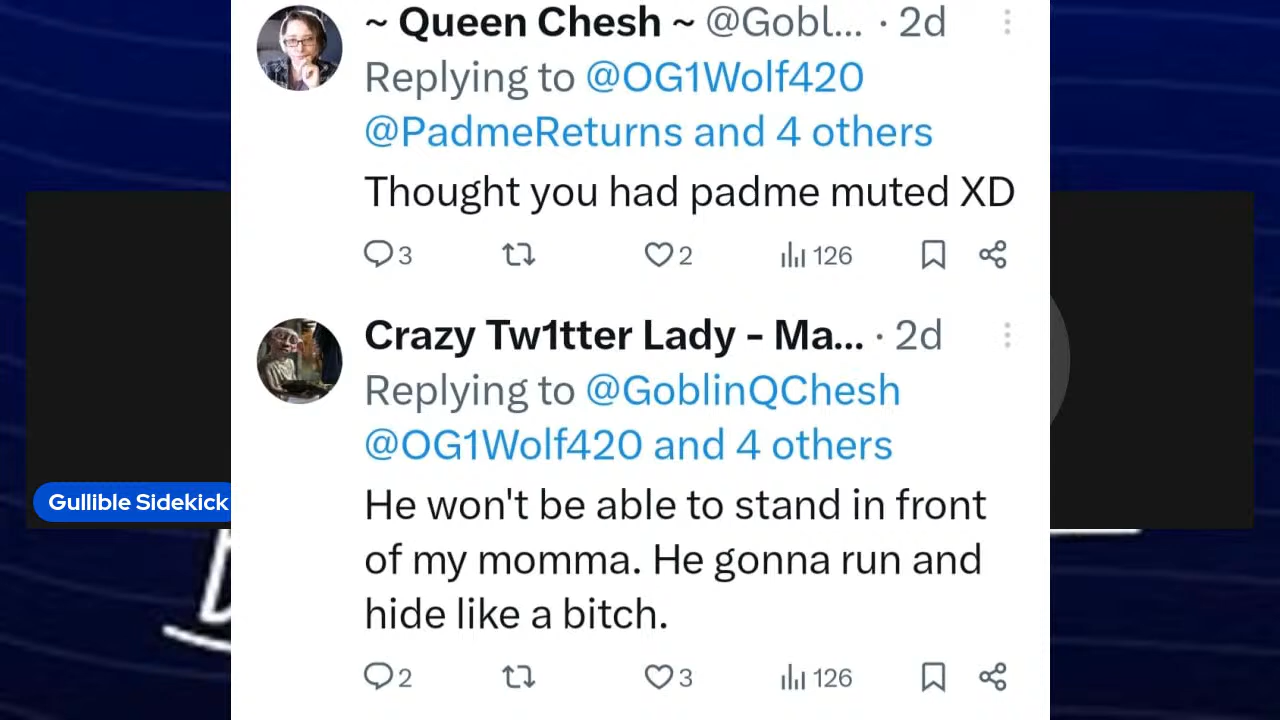 ~ Queen Chesh ~ @Gobl... · 2d
Replying to @OG1Wolf420
@PadmeReturns and 4 others
Thought you had padme muted XD
3 2 126
Crazy Tw1tter Lady - Ma... · 2d
Replying to @GoblinQChesh
@OG1Wolf420 and 4 others
He won't be able to stand in front
of my momma. He gonna run and
hide like a bitch.
2 3 126
Gullible Sidekick